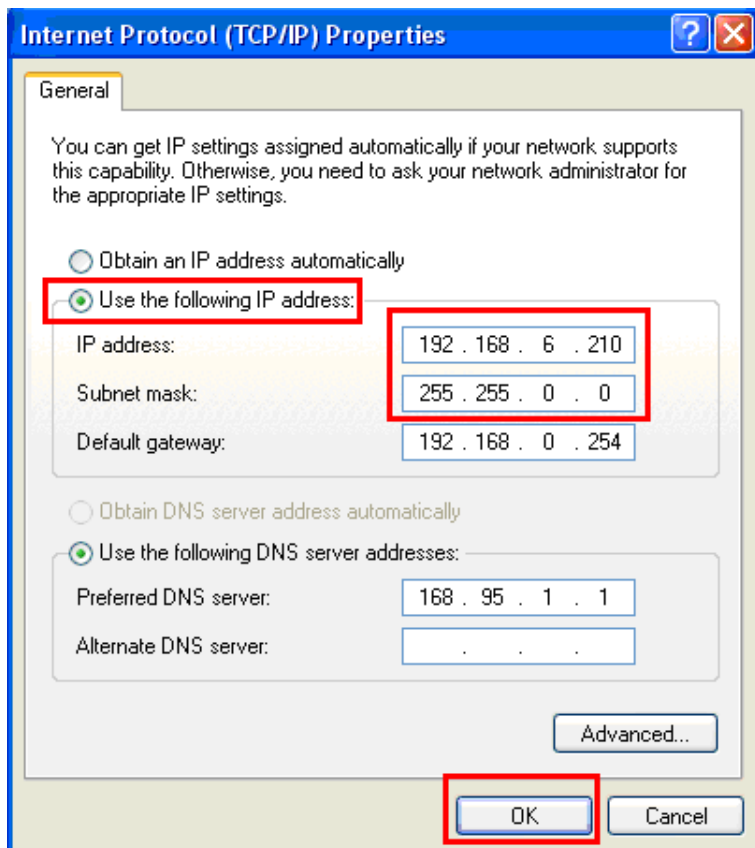 Internet Protocol (TCP/IP) Properties
General
You can get IP settings assigned automatically if your network supports
this capability. Otherwise, you need to ask your network administrator for
the appropriate IP settings.
Obtain an IP address automatically
Use the following IP address:
IP address: 192 . 168 . 6 . 210
Subnet mask: 255 . 255 . 0 . 0
Default gateway: 192 . 168 . 0 . 254
Obtain DNS server address automatically
Use the following DNS server addresses:
Preferred DNS server: 168 . 95 . 1 . 1
Alternate DNS server: . . .
Advanced...
OK Cancel